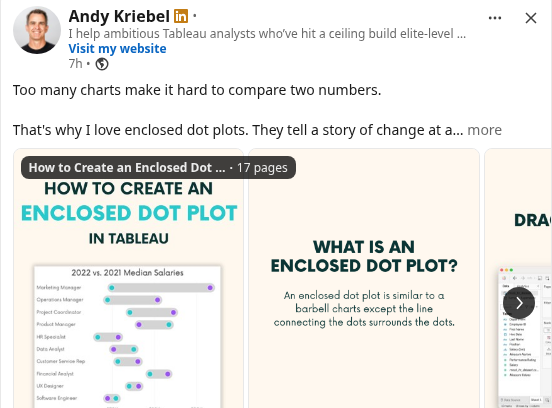 Andy Kriebel in •
I help ambitious Tableau analysts who've hit a ceiling build elite-level ...
Visit my website
7h •
Too many charts make it hard to compare two numbers.
That's why I love enclosed dot plots. They tell a story of change at a... more
How to Create an Enclosed Dot ... · 17 pages
HOW TO CREATE AN
ENCLOSED DOT PLOT
IN TABLEAU
2022 vs. 2021 Median Salaries
Marketing Manager
Operations Manager
Project Coordinator
Product Manager
HR Specialist
Data Analyst
Customer Service Rep
Financial Analyst
UX Designer
Software Engineer
WHAT IS AN
ENCLOSED DOT PLOT?
An enclosed dot plot is similar to a
barbell charts except the line
connecting the dots surrounds the dots.
DRA